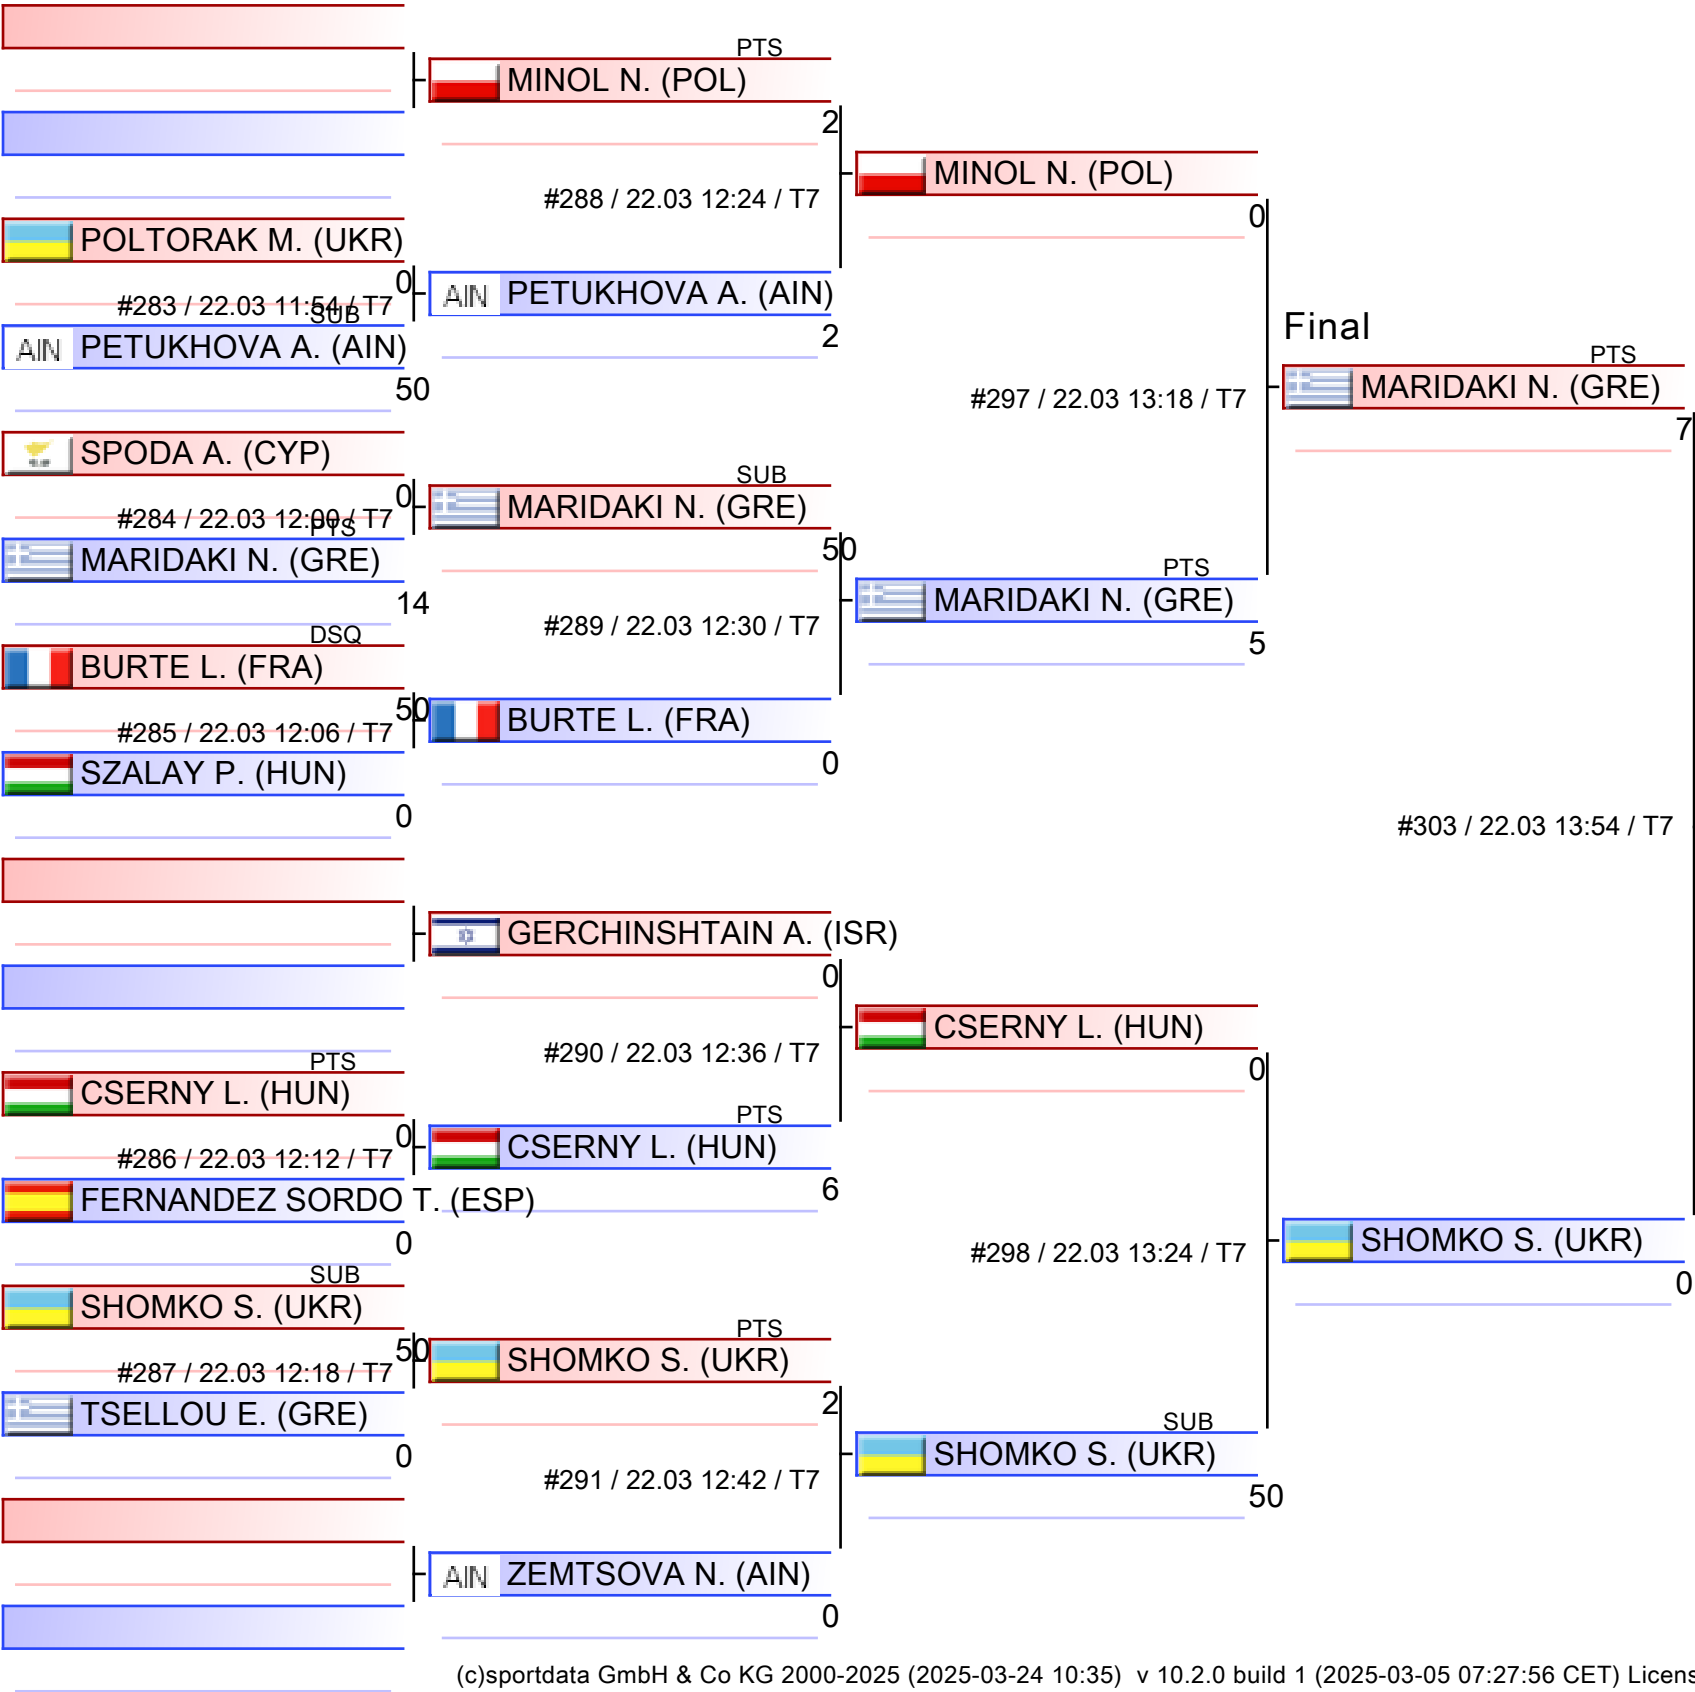 PTS
MINOL N. (POL)
2
#288 / 22.03 12:24 / T7
MINOL N. (POL)
0
POLTORAK M. (UKR)
0
#283 / 22.03 11:54 / T7
SUB
AIN PETUKHOVA A. (AIN)
50
AIN PETUKHOVA A. (AIN)
2
#297 / 22.03 13:18 / T7
Final
PTS
MARIDAKI N. (GRE)
7
SPODA A. (CYP)
0
#284 / 22.03 12:00 / T7
PTS
MARIDAKI N. (GRE)
14
SUB
MARIDAKI N. (GRE)
50
#289 / 22.03 12:30 / T7
PTS
MARIDAKI N. (GRE)
5
DSQ
BURTE L. (FRA)
50
#285 / 22.03 12:06 / T7
SZALAY P. (HUN)
0
BURTE L. (FRA)
0
#303 / 22.03 13:54 / T7
GERCHINSHTAIN A. (ISR)
0
#290 / 22.03 12:36 / T7
CSERNY L. (HUN)
0
PTS
CSERNY L. (HUN)
0
#286 / 22.03 12:12 / T7
FERNANDEZ SORDO T. (ESP)
0
PTS
CSERNY L. (HUN)
6
#298 / 22.03 13:24 / T7
SHOMKO S. (UKR)
0
SUB
SHOMKO S. (UKR)
50
#287 / 22.03 12:18 / T7
TSELLOU E. (GRE)
0
PTS
SHOMKO S. (UKR)
2
#291 / 22.03 12:42 / T7
SUB
SHOMKO S. (UKR)
50
AIN ZEMTSOVA N. (AIN)
0
(c)sportdata GmbH & Co KG 2000-2025 (2025-03-24 10:35) v 10.2.0 build 1 (2025-03-05 07:27:56 CET) Licens